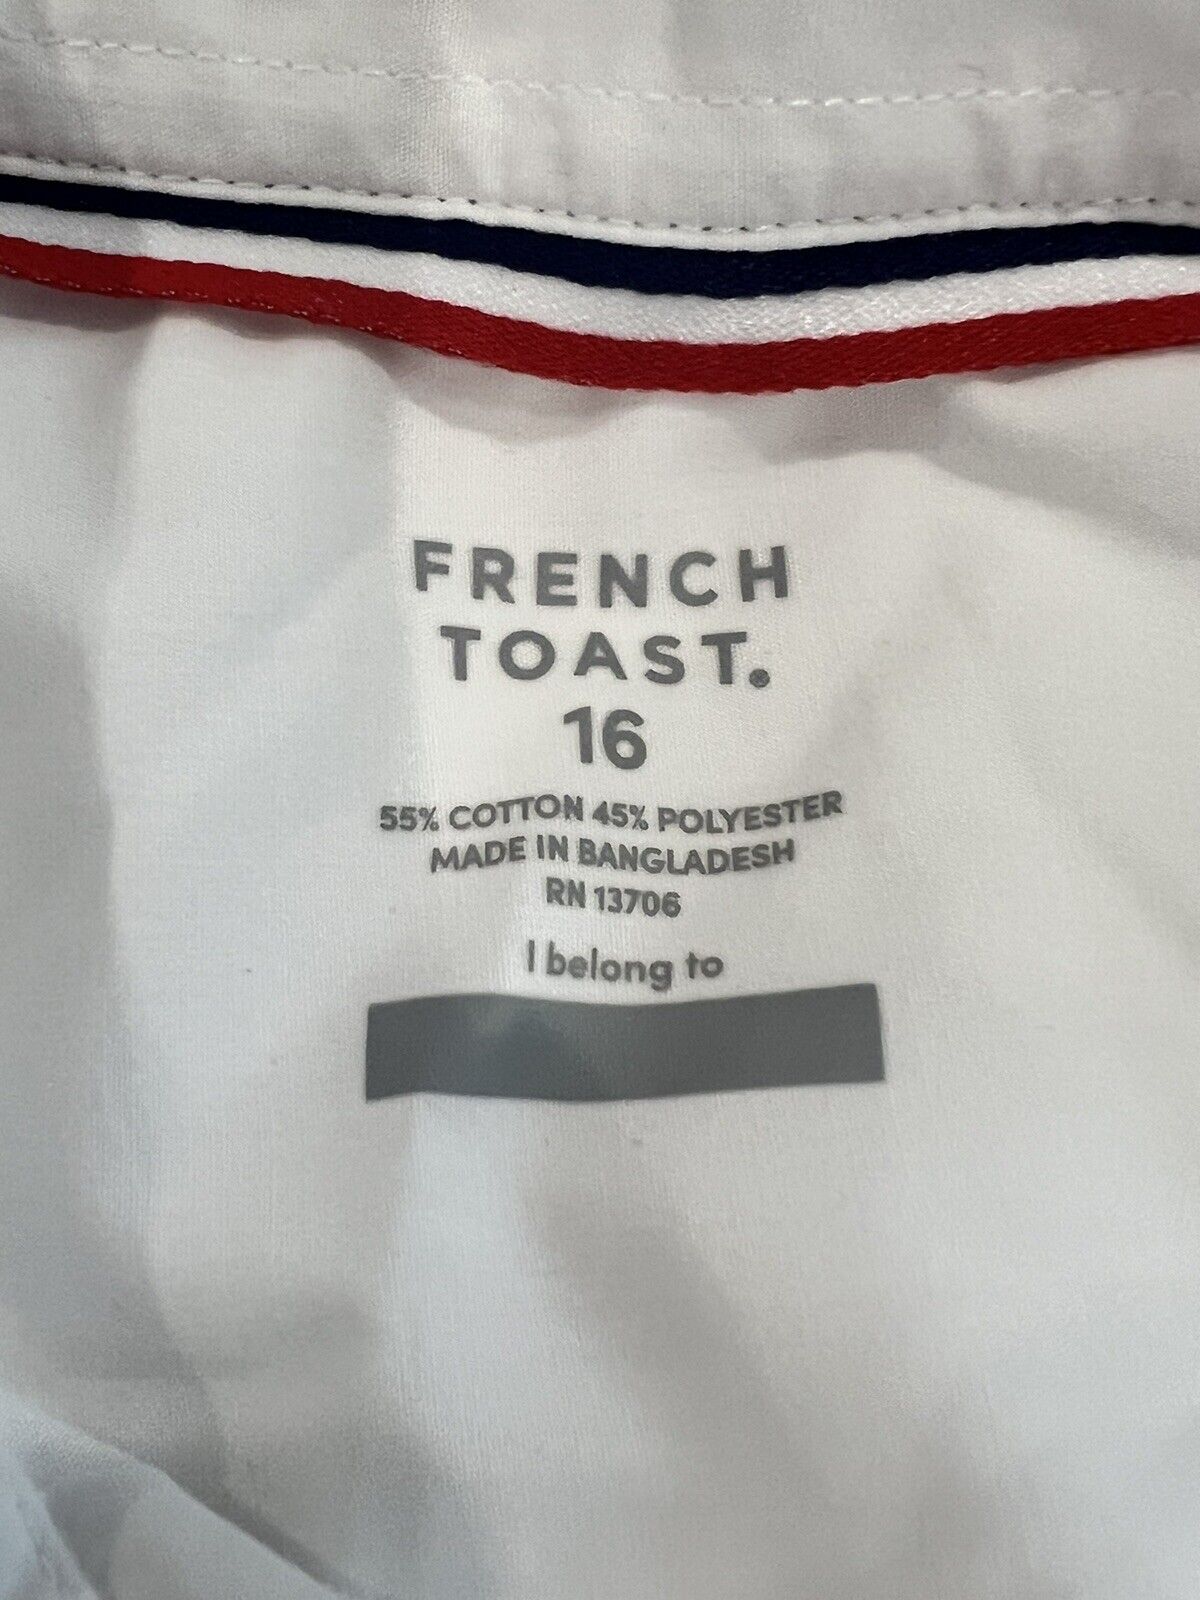 FRENCH
TOAST.®
16
55% COTTON 45% POLYESTER
MADE IN BANGLADESH
RN 13706
I belong to